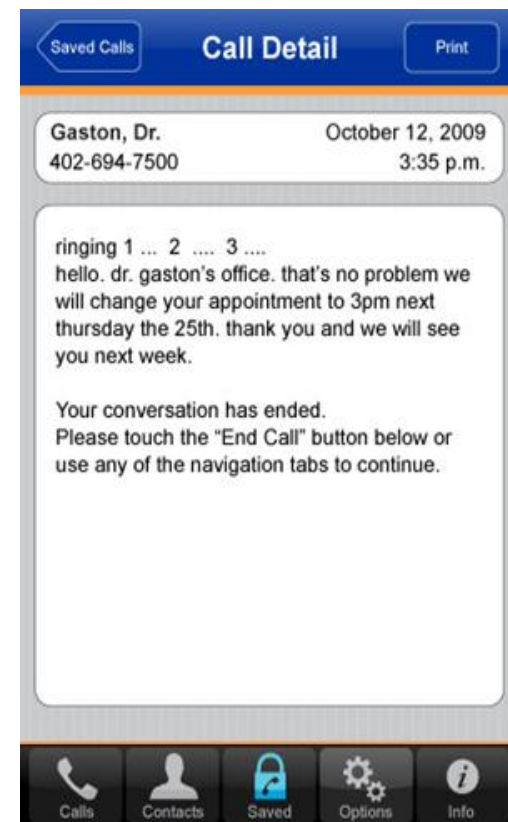 Saved Calls
Call Detail
Print
Gaston, Dr.
October 12, 2009
402-694-7500
3:35 p.m.
ringing 1 ... 2 .... 3 ....
hello. dr. gaston's office. that's no problem we
will change your appointment to 3pm next
thursday the 25th. thank you and we will see
you next week.
Your conversation has ended.
Please touch the “End Call” button below or
use any of the navigation tabs to continue.
Calls
Contacts
Saved
Options
Info